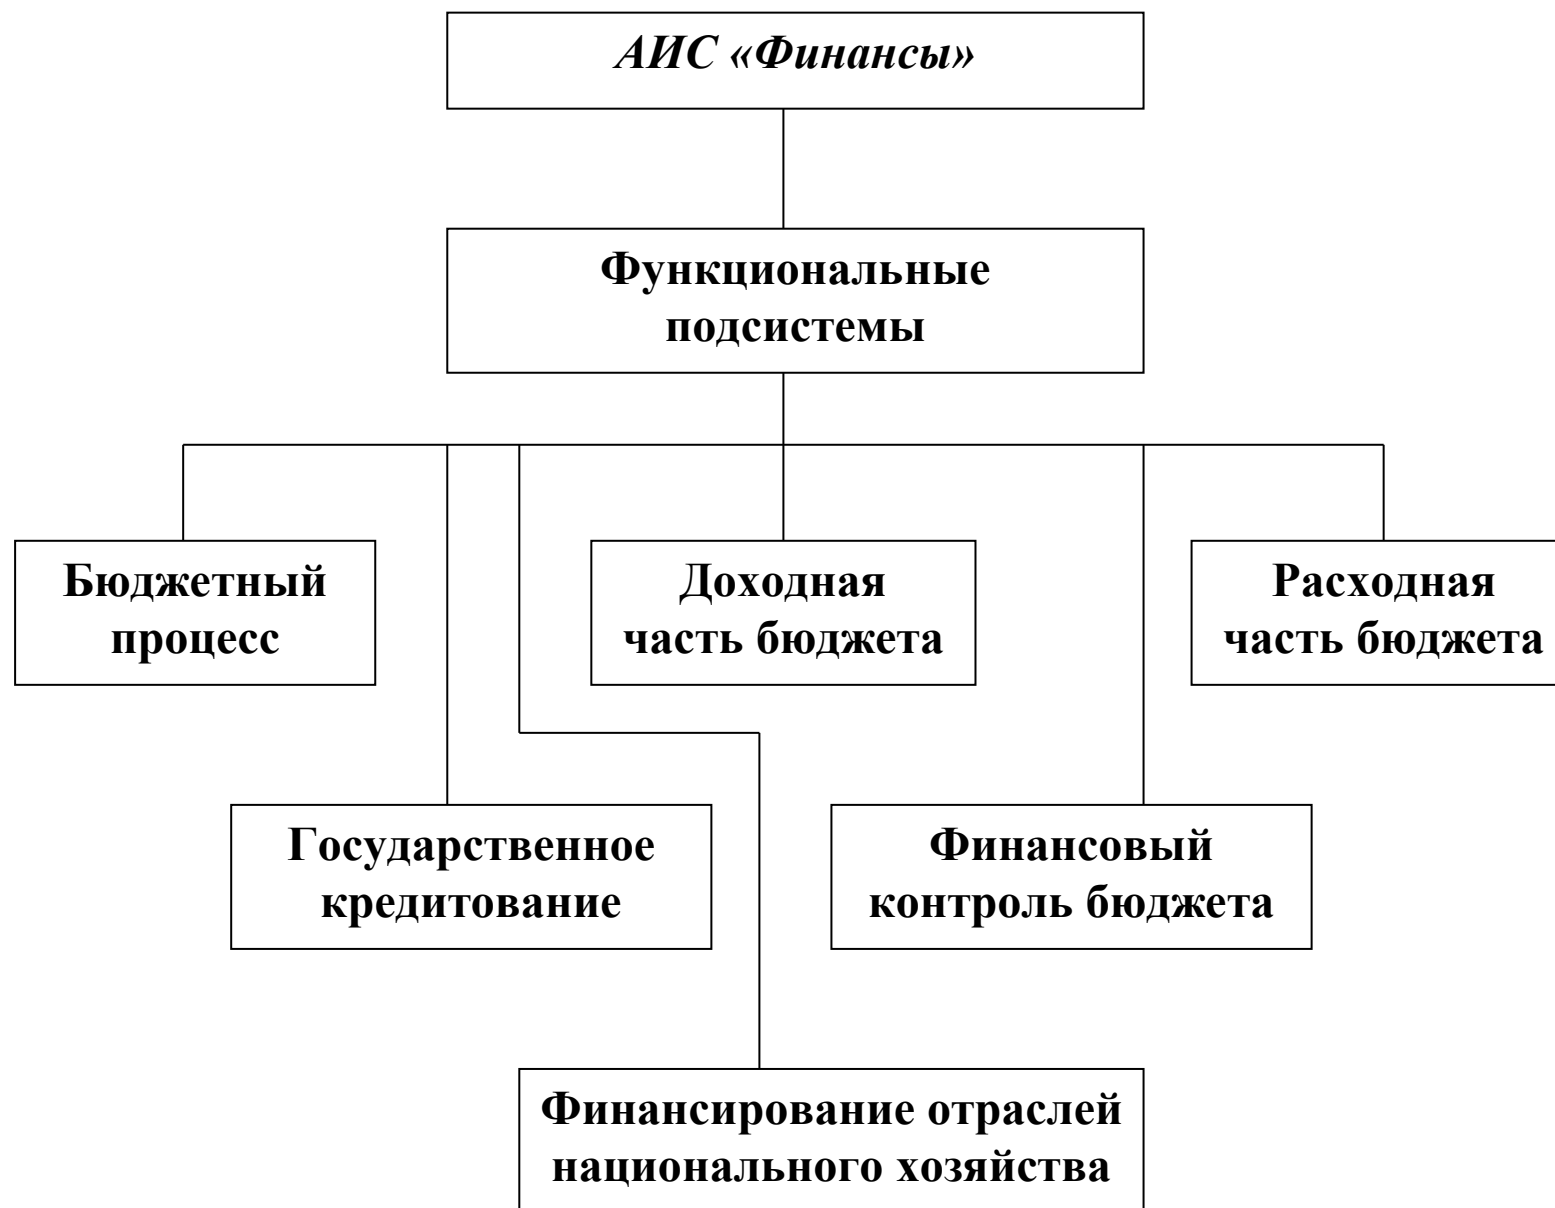 АИС «Финансы»
Функциональные
подсистемы
Бюджетный
процесс
Доходная
часть бюджета
Расходная
часть бюджета
Государственное
кредитование
Финансовый
контроль бюджета
Финансирование отраслей
национального хозяйства